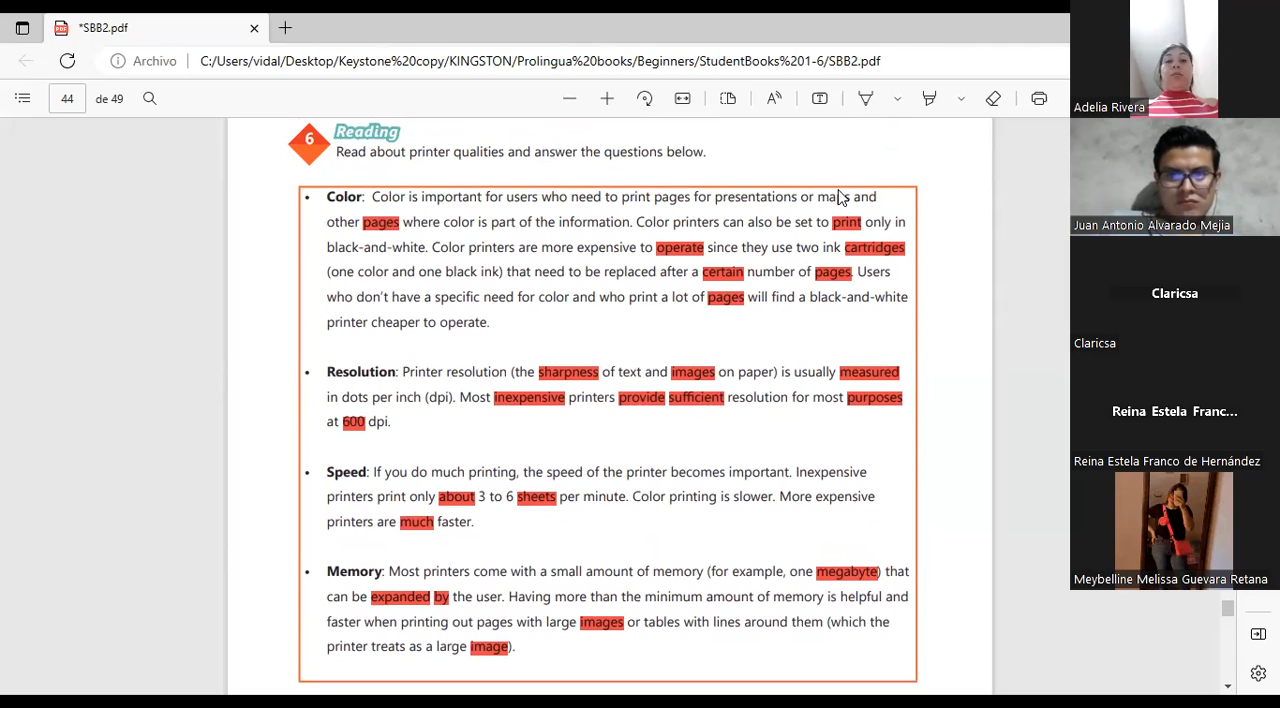 *SBB2.pdf
Archivo
C:/Users/vidal/Desktop/Keystone%20copy/KINGSTON/Prolingua%20books/Beginners/StudentBooks%201-6/SBB2.pdf
44
de 49
6
Reading
Read about printer qualities and answer the questions below.
• Color: Color is important for users who need to print pages for presentations or maps and
other pages where color is part of the information. Color printers can also be set to print only in
black-and-white. Color printers are more expensive to operate since they use two ink cartridges
(one color and one black ink) that need to be replaced after a certain number of pages. Users
who don't have a specific need for color and who print a lot of pages will find a black-and-white
printer cheaper to operate.
• Resolution: Printer resolution (the sharpness of text and images on paper) is usually measured
in dots per inch (dpi). Most inexpensive printers provide sufficient resolution for most purposes
at 600 dpi.
• Speed: If you do much printing, the speed of the printer becomes important. Inexpensive
printers print only about 3 to 6 sheets per minute. Color printing is slower. More expensive
printers are much faster.
• Memory: Most printers come with a small amount of memory (for example, one megabyte) that
can be expanded by the user. Having more than the minimum amount of memory is helpful and
faster when printing out pages with large images or tables with lines around them (which the
printer treats as a large image).
Adelia Rivera
Juan Antonio Alvarado Mejia
Claricsa
Claricsa
Reina Estela Franc...
Reina Estela Franco de Hernández
Meybelline Melissa Guevara Retana